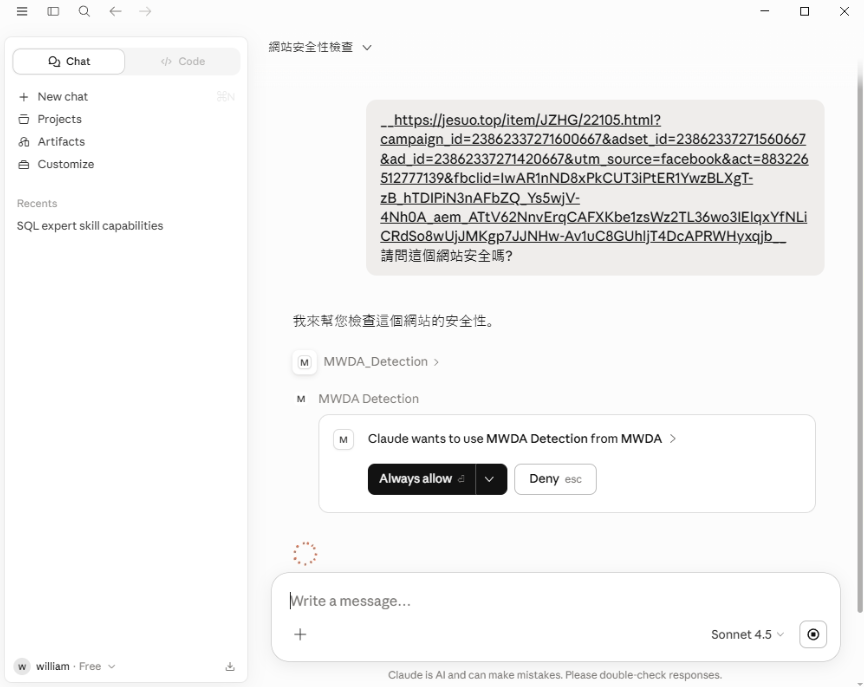 Chat
</> Code
New chat
⌘N
Projects
Artifacts
Customize
Recents
SQL expert skill capabilities
W william · Free
網站安全性檢查
__https://jesuo.top/item/JZHG/22105.html?
campaign_id=23862337271600667&adset_id=23862337271560667
&ad_id=23862337271420667&utm_source=facebook&act=883226
512777139&fbclid=IwAR1nND8xPkCUT3iPtER1YwzBLXgT-
zB_hTDIPiN3nAFbZQ_Ys5wjV-
4Nh0A_aem_ATtV62NnvErqCAFXKbe1zsWz2TL36wo3IElqxYfNLi
CRdSo8wUjJMKgp7JJNHw-Av1uC8GUhljT4DcAPRWHyxqjb__
請問這個網站安全嗎?
我來幫您檢查這個網站的安全性。
M MWDA_Detection
M MWDA Detection
M Claude wants to use MWDA Detection from MWDA
Always allow
Deny esc
Write a message...
Sonnet 4.5
Claude is AI and can make mistakes. Please double-check responses.